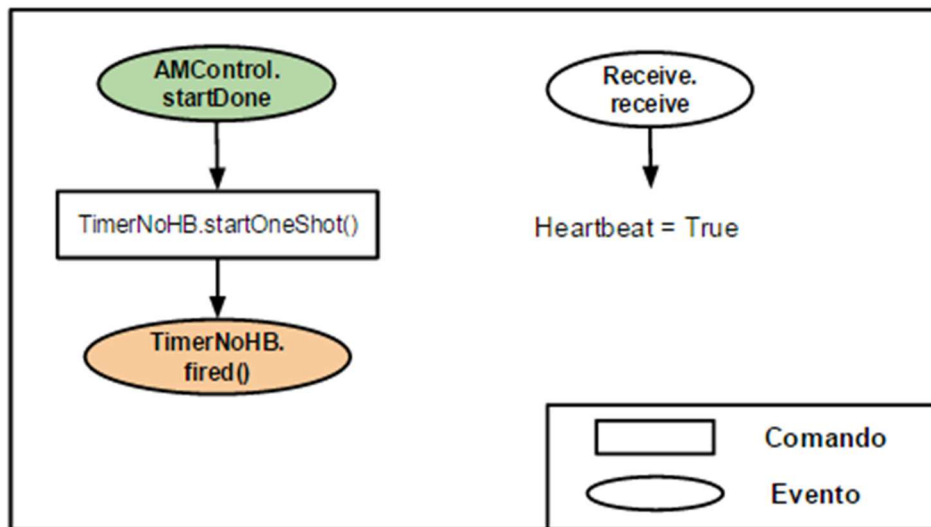 AMControl.
startDone
TimerNoHB.startOneShot()
TimerNoHB.
fired()
Receive.
receive
Heartbeat = True
Comando
Evento